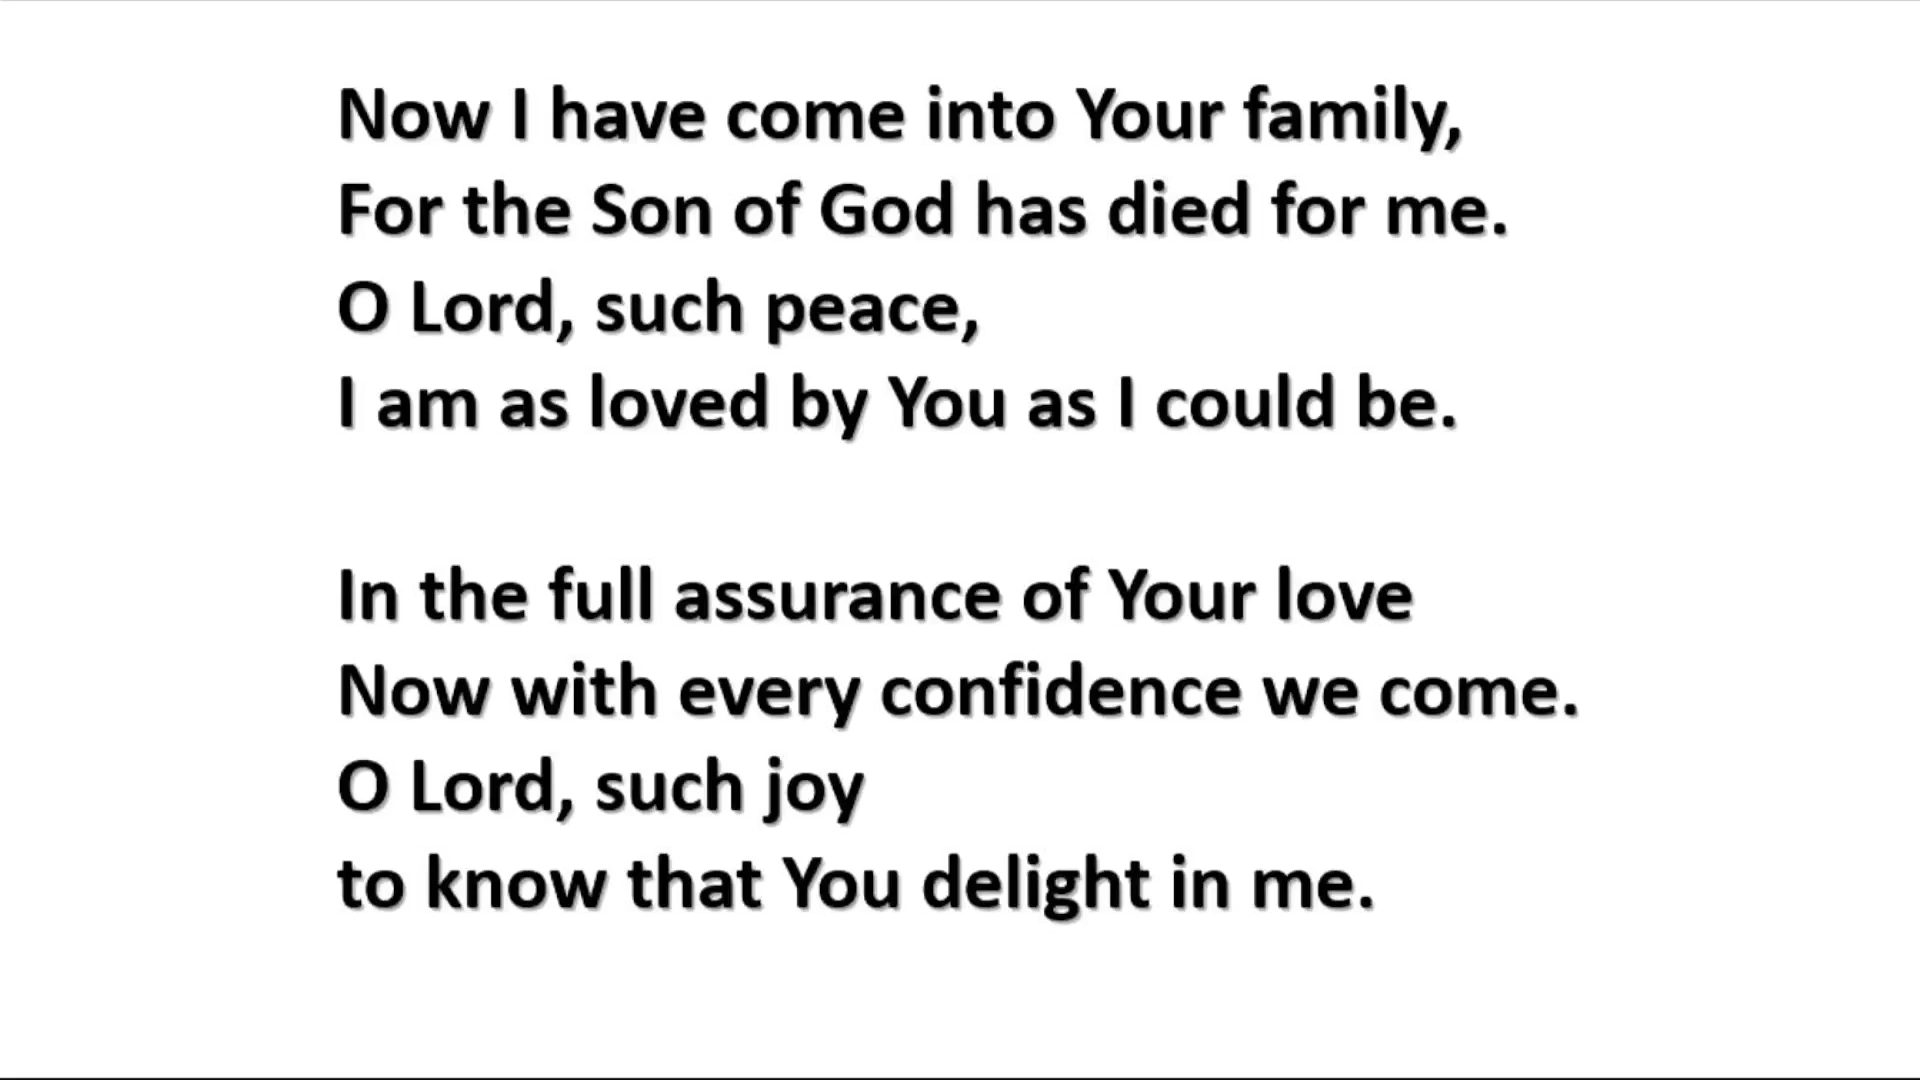 Now I have come into Your family,
For the Son of God has died for me.
O Lord, such peace,
I am as loved by You as I could be.
In the full assurance of Your love
Now with every confidence we come.
O Lord, such joy
to know that You delight in me.